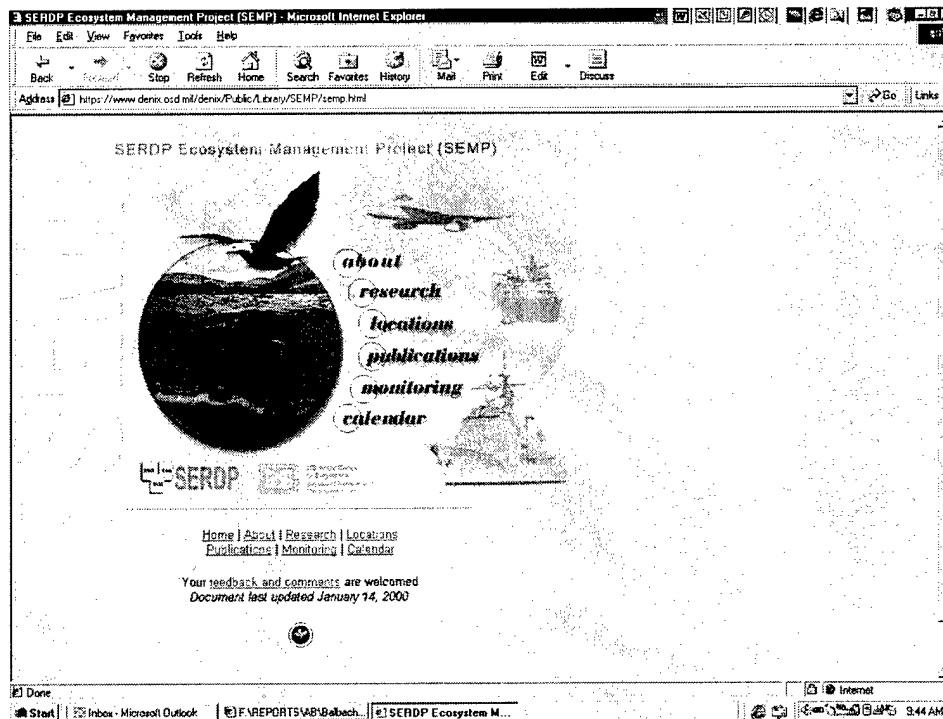 SERDP Ecosystem Management Project (SEMP) - Microsoft Internet Explorer
File Edit View Favorites Tools Help
Back Forward Stop Refresh Home Search Favorites History Mail Print Edit Discuss
Address https://www.denix.osd.mil/denix/Public/Library/SEMP/semp.html Go Links
SERDP Ecosystem Management Project (SEMP)
about
research
locations
publications
monitoring
calendar
SERDP
Home | About | Research | Locations
Publications | Monitoring | Calendar
Your feedback and comments are welcomed
Document last updated January 14, 2000
Done Internet
Start Inbox - Microsoft Outlook F:\REPORTS\AB\Balbach... SERDP Ecosystem M... 9:44 AM